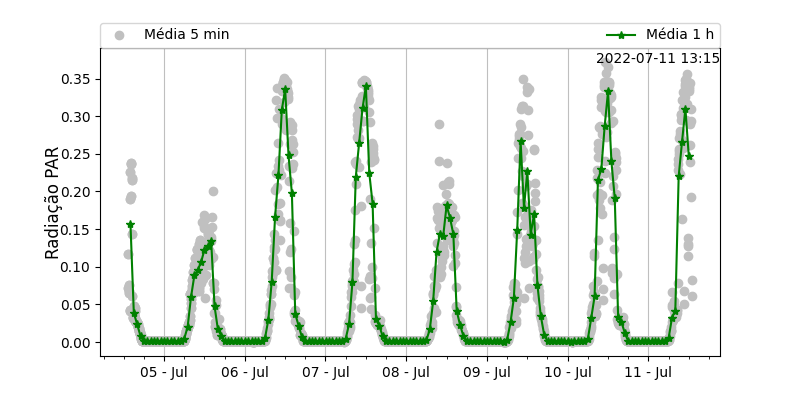 Média 5 min
Média 1 h
2022-07-11 13:15
Radiação PAR
0.35
0.30
0.25
0.20
0.15
0.10
0.05
0.00
05 - Jul
06 - Jul
07 - Jul
08 - Jul
09 - Jul
10 - Jul
11 - Jul